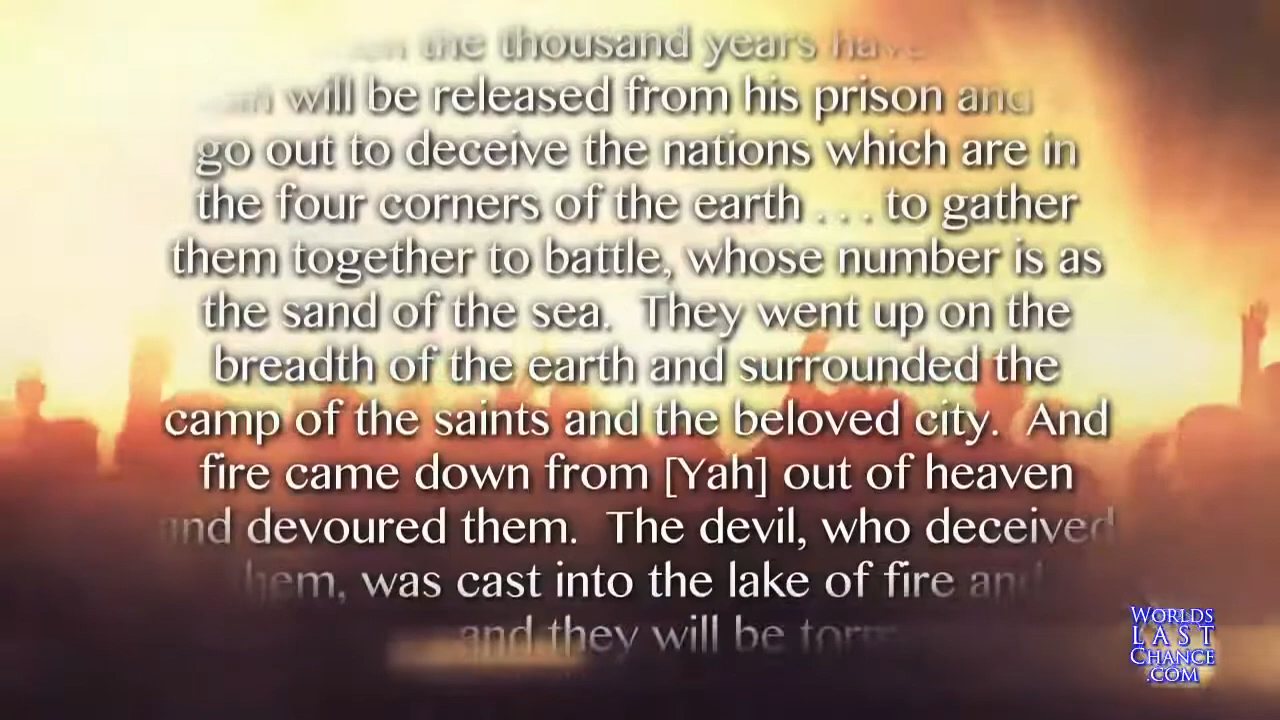 the thousand years have
will be released from his prison and
go out to deceive the nations which are in
the four corners of the earth . . . to gather
them together to battle, whose number is as
the sand of the sea. They went up on the
breadth of the earth and surrounded the
camp of the saints and the beloved city. And
fire came down from [Yah] out of heaven
and devoured them. The devil, who deceived
them, was cast into the lake of fire and
and they will be
WORLDS
LAST
CHANCE
.COM